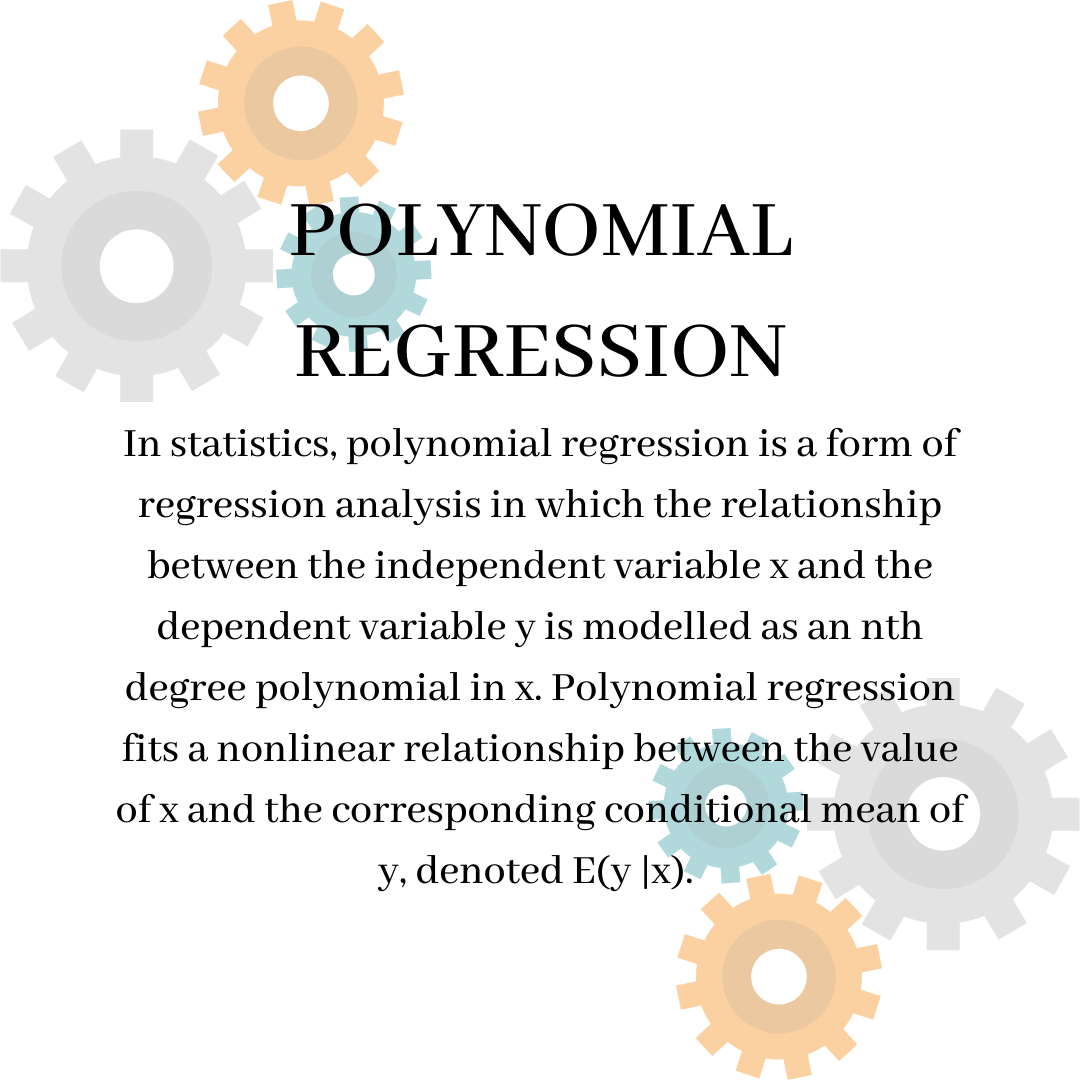 POLYNOMIAL
REGRESSION
In statistics, polynomial regression is a form of
regression analysis in which the relationship
between the independent variable x and the
dependent variable y is modelled as an nth
degree polynomial in x. Polynomial regression
fits a nonlinear relationship between the value
of x and the corresponding conditional mean of
y, denoted E(y |x).